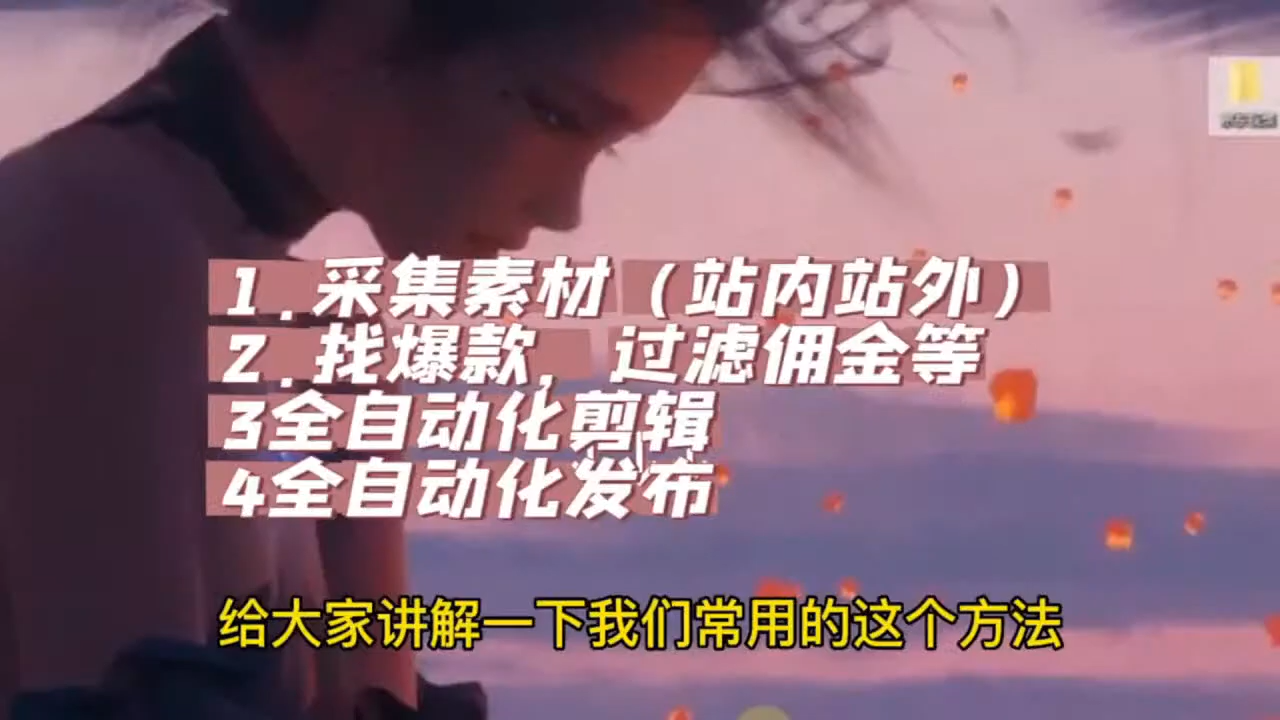 1.采集素材（站内站外）
2.找爆款，过滤佣金等
3全自动化剪辑
4全自动化发布
给大家讲解一下我们常用的这个方法